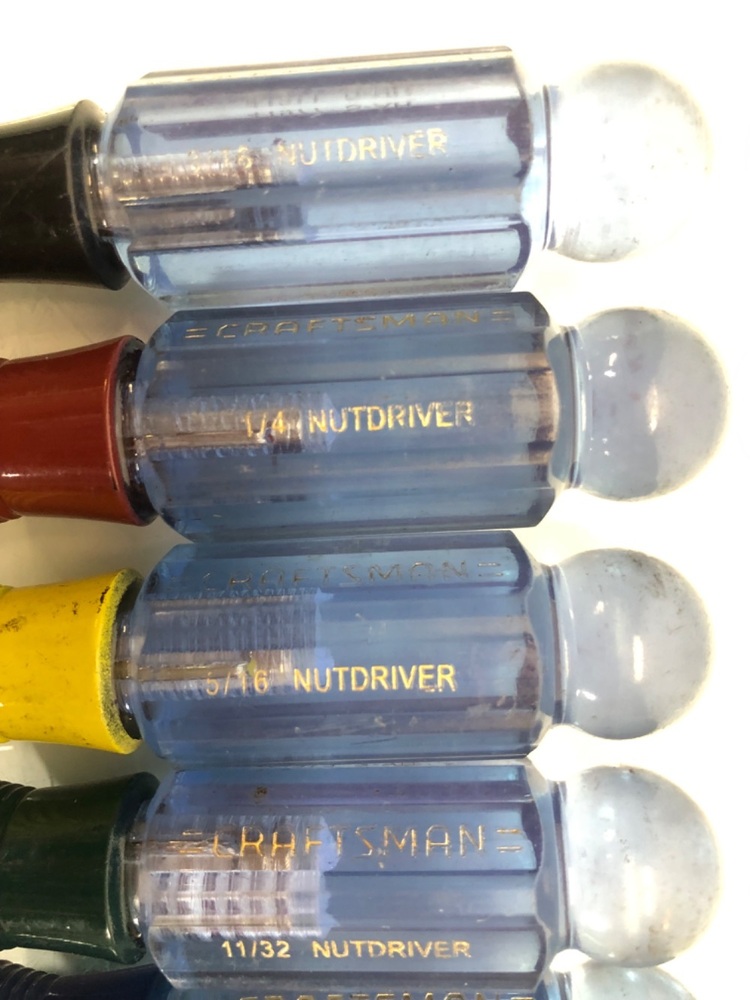 NUTDRIVER
=CRAFTSMAN=
1/4 NUTDRIVER
CRAFTSMAN=
5/16 NUTDRIVER
=CRAFTSMAN=
11/32 NUTDRIVER